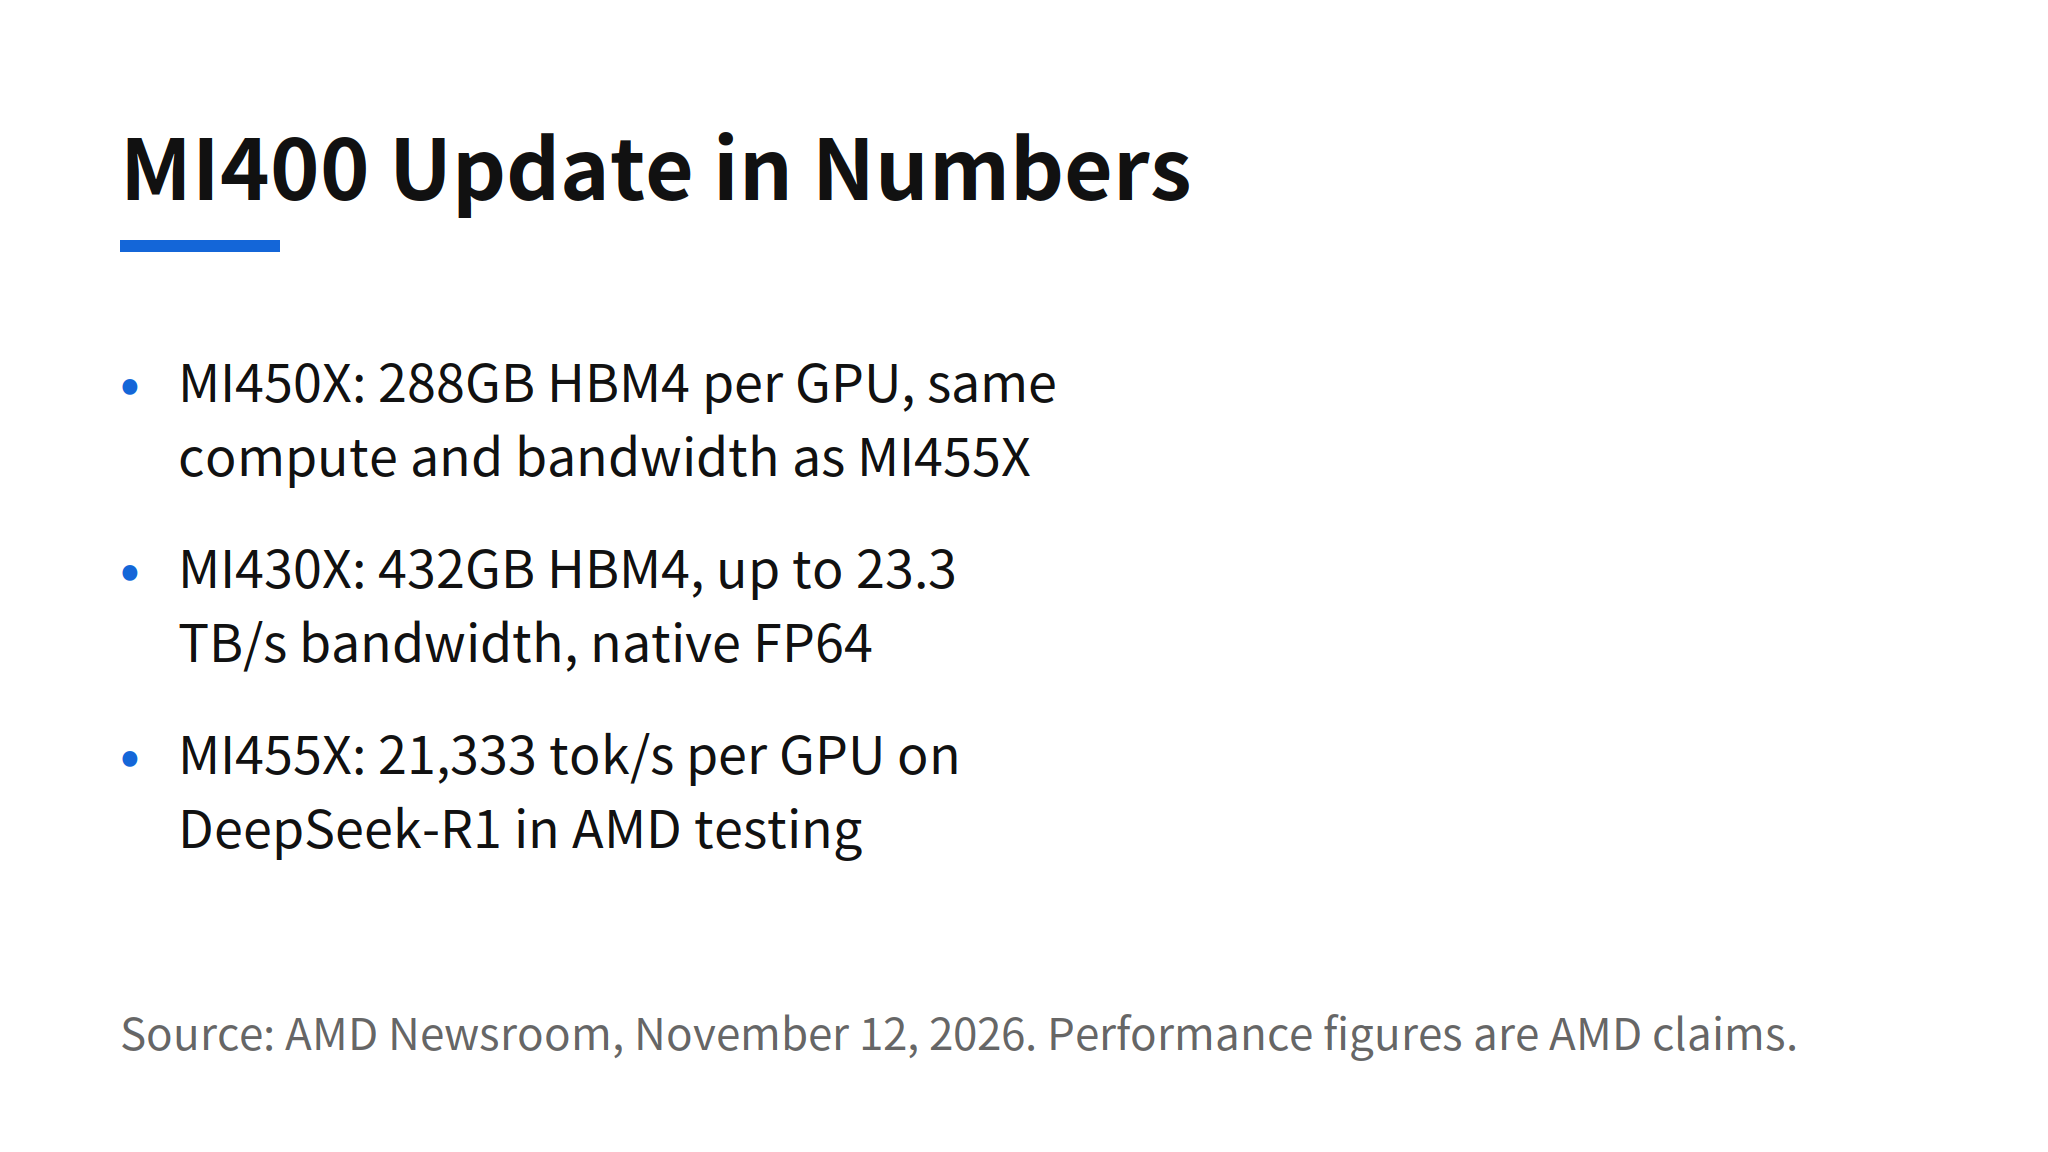 MI400 Update in Numbers
• MI450X: 288GB HBM4 per GPU, same
compute and bandwidth as MI455X
• MI430X: 432GB HBM4, up to 23.3
TB/s bandwidth, native FP64
• MI455X: 21,333 tok/s per GPU on
DeepSeek-R1 in AMD testing
Source: AMD Newsroom, November 12, 2026. Performance figures are AMD claims.